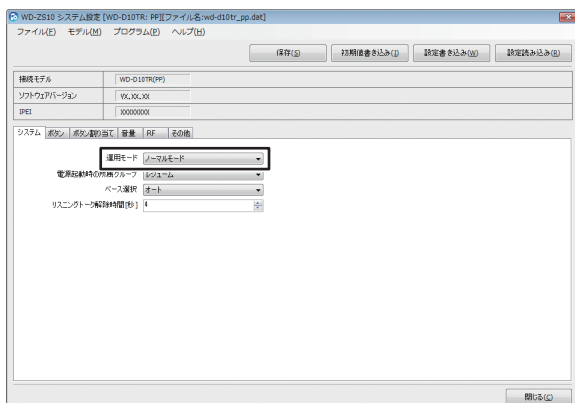 WD-ZS10 システム設定 [WD-D10TR: PP][ファイル名:wd-d10tr_pp.dat]
ファイル(F) モデル(M) プログラム(P) ヘルプ(H)
保存(S) 初期値書き込み(I) 設定書き込み(W) 設定読み込み(R)
接続モデル WD-D10TR(PP)
ソフトウェアバージョン VX.XX.XX
IPEI XXXXXXXX
システム ボタン ボタン割り当て 音量 RF その他
運用モード ノーマルモード
電源起動時の所属グループ レジューム
ベース選択 オート
リスニングトーク解除時間[秒] 4
閉じる(C)